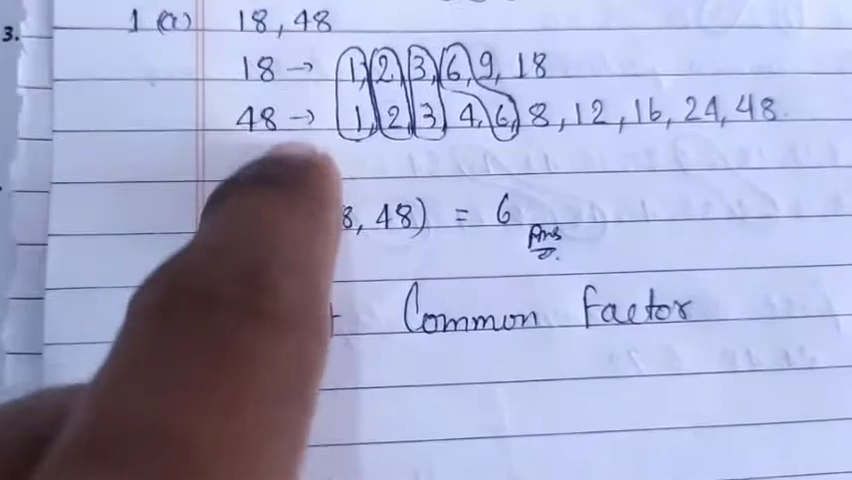 3.
1 (a) 18, 48
18 → 1, 2, 3, 6, 9, 18
48 → 1, 2, 3, 4, 6, 8, 12, 16, 24, 48.
8, 48) = 6
Ans
Common Factor